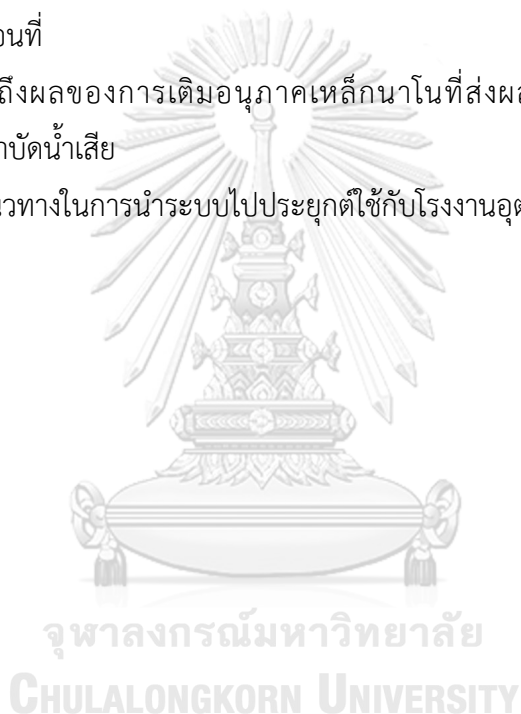 อนที่
ถึงผลของการเติมอนุภาคเหล็กนาโนที่ส่งผล
าบัดน้ำเสีย
นวทางในการนำระบบไปประยุกต์ใช้กับโรงงานอุต
จุฬาลงกรณ์มหาวิทยาลัย
CHULALONGKORN UNIVERSITY